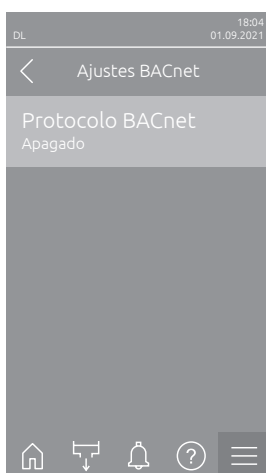 18:04
DL 01.09.2021
Ajustes BACnet
Protocolo BACnet
Apagado
?